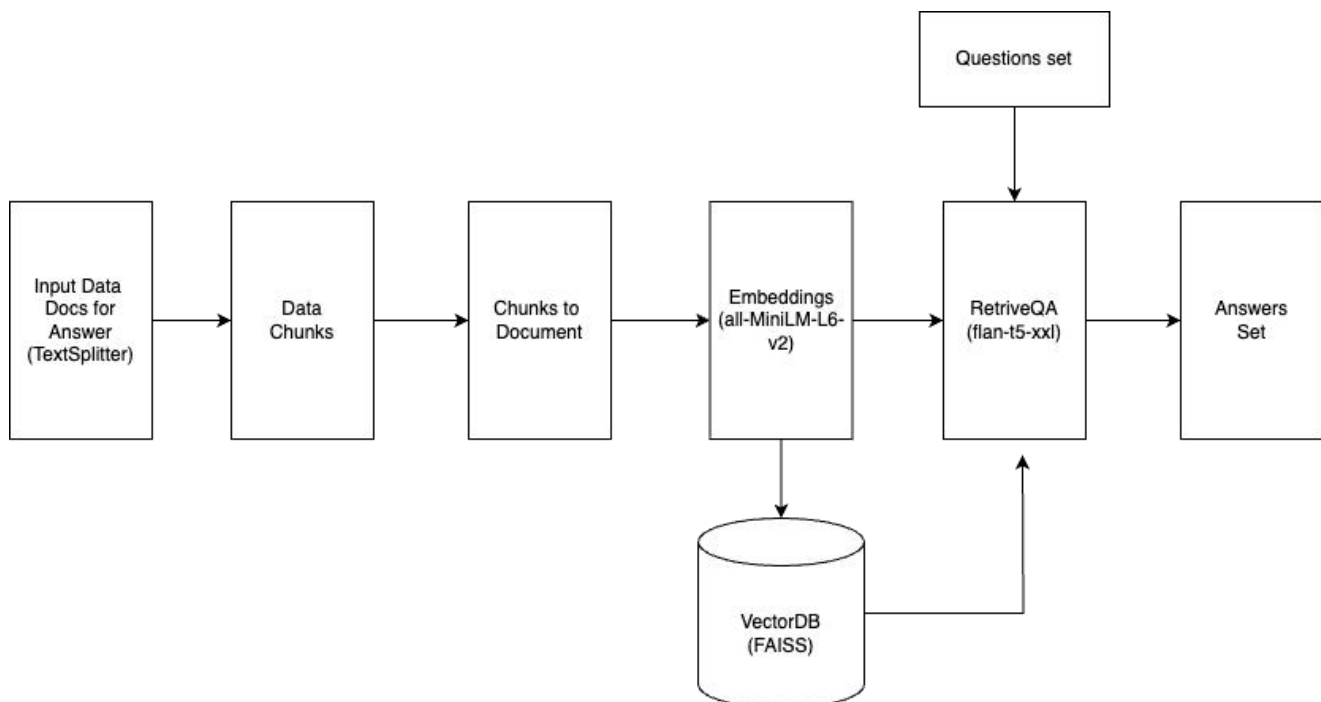 Questions set
Input Data
Docs for
Answer
(TextSplitter)
Data
Chunks
Chunks to
Document
Embeddings
(all-MiniLM-L6-
v2)
RetriveQA
(flan-t5-xxl)
Answers
Set
VectorDB
(FAISS)